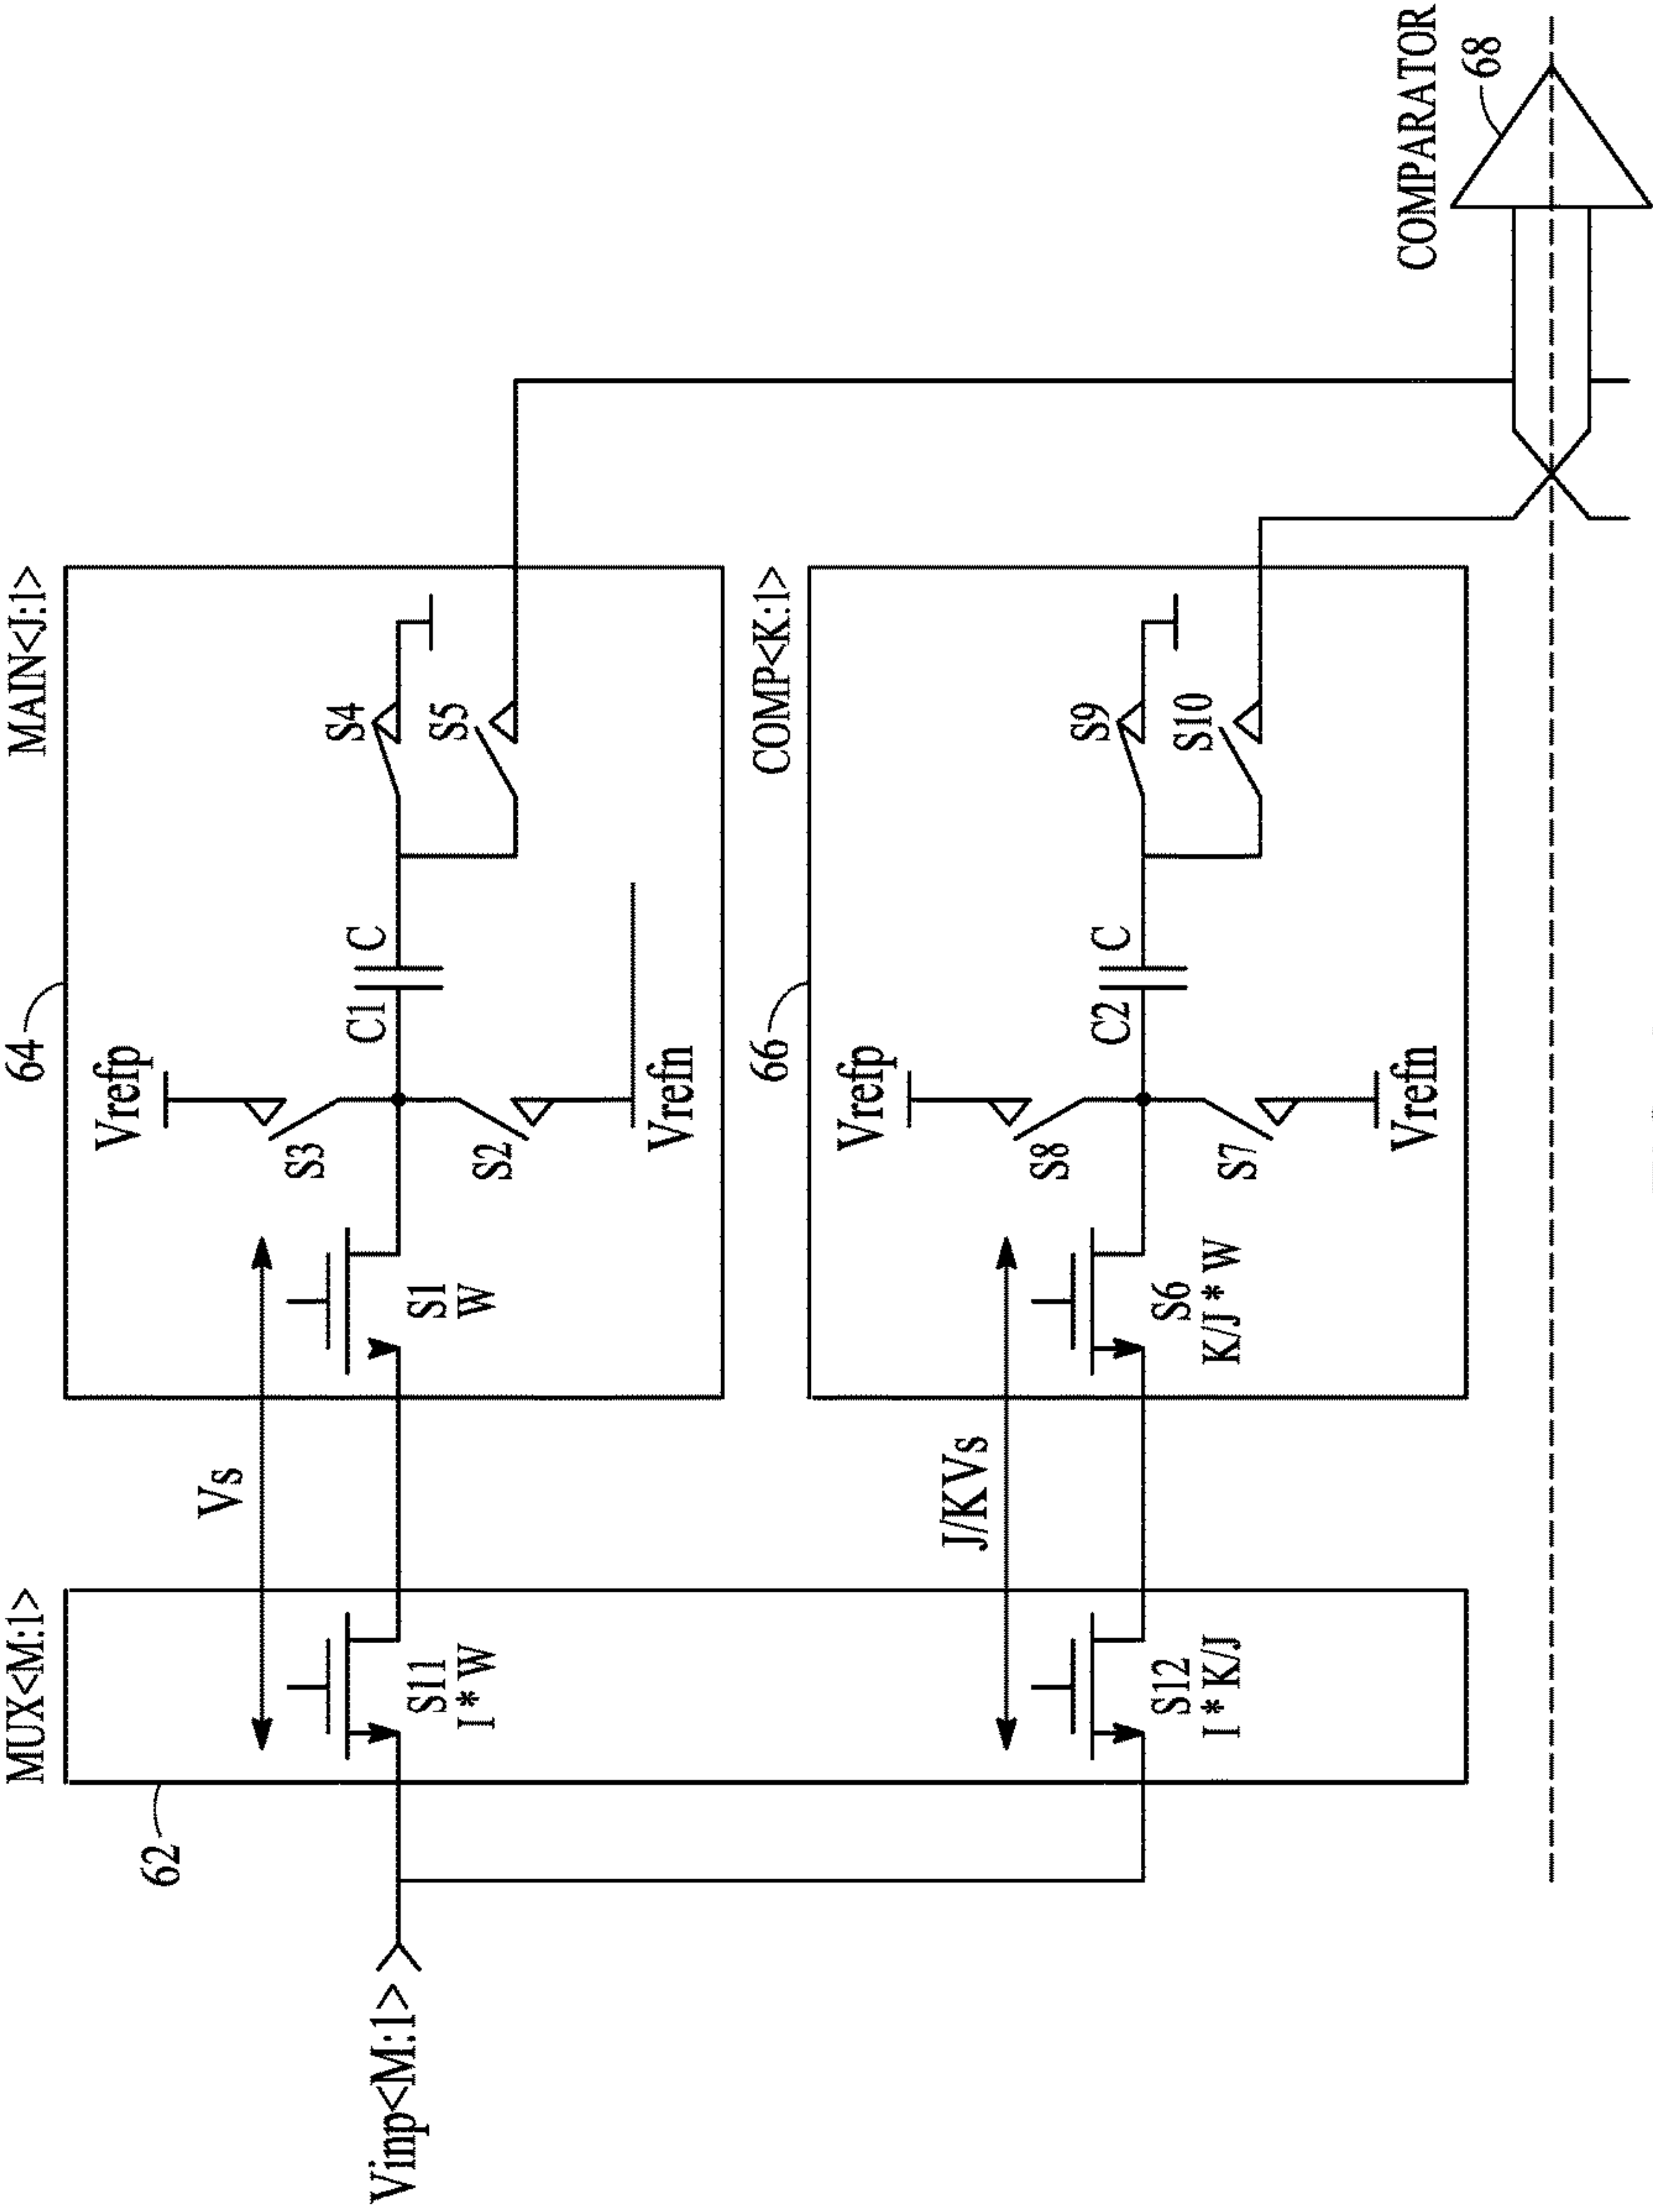 MUX<M:1>
62
Vinp<M:1>
S11
I * W
S12
I * K/J
Vs
J/KVs
MAIN<J:1>
64
Vrefp
S3
S2
Vrefn
S1
W
C1
C
S4
S5
COMP<K:1>
66
Vrefp
S8
S7
Vrefn
S6
K/J * W
C2
C
S9
S10
COMPARATOR
68